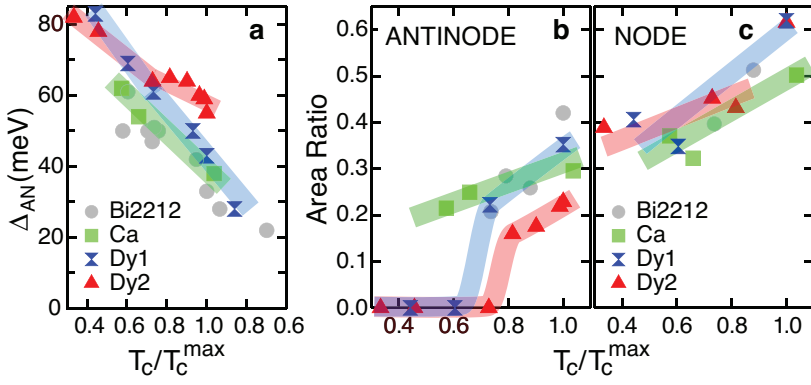 a
80
60
40
20
0
Δ_AN (meV)
Bi2212
Ca
Dy1
Dy2
0.4 0.6 0.8 1.0 0.8 0.6
T_c/T_c^max
ANTINODE b
0.6
0.5
0.4
0.3
0.2
0.1
0.0
Area Ratio
0.4 0.6 0.8 1.0
T_c/T_c^max
NODE c
Bi2212
Ca
Dy1
Dy2
0.4 0.6 0.8 1.0